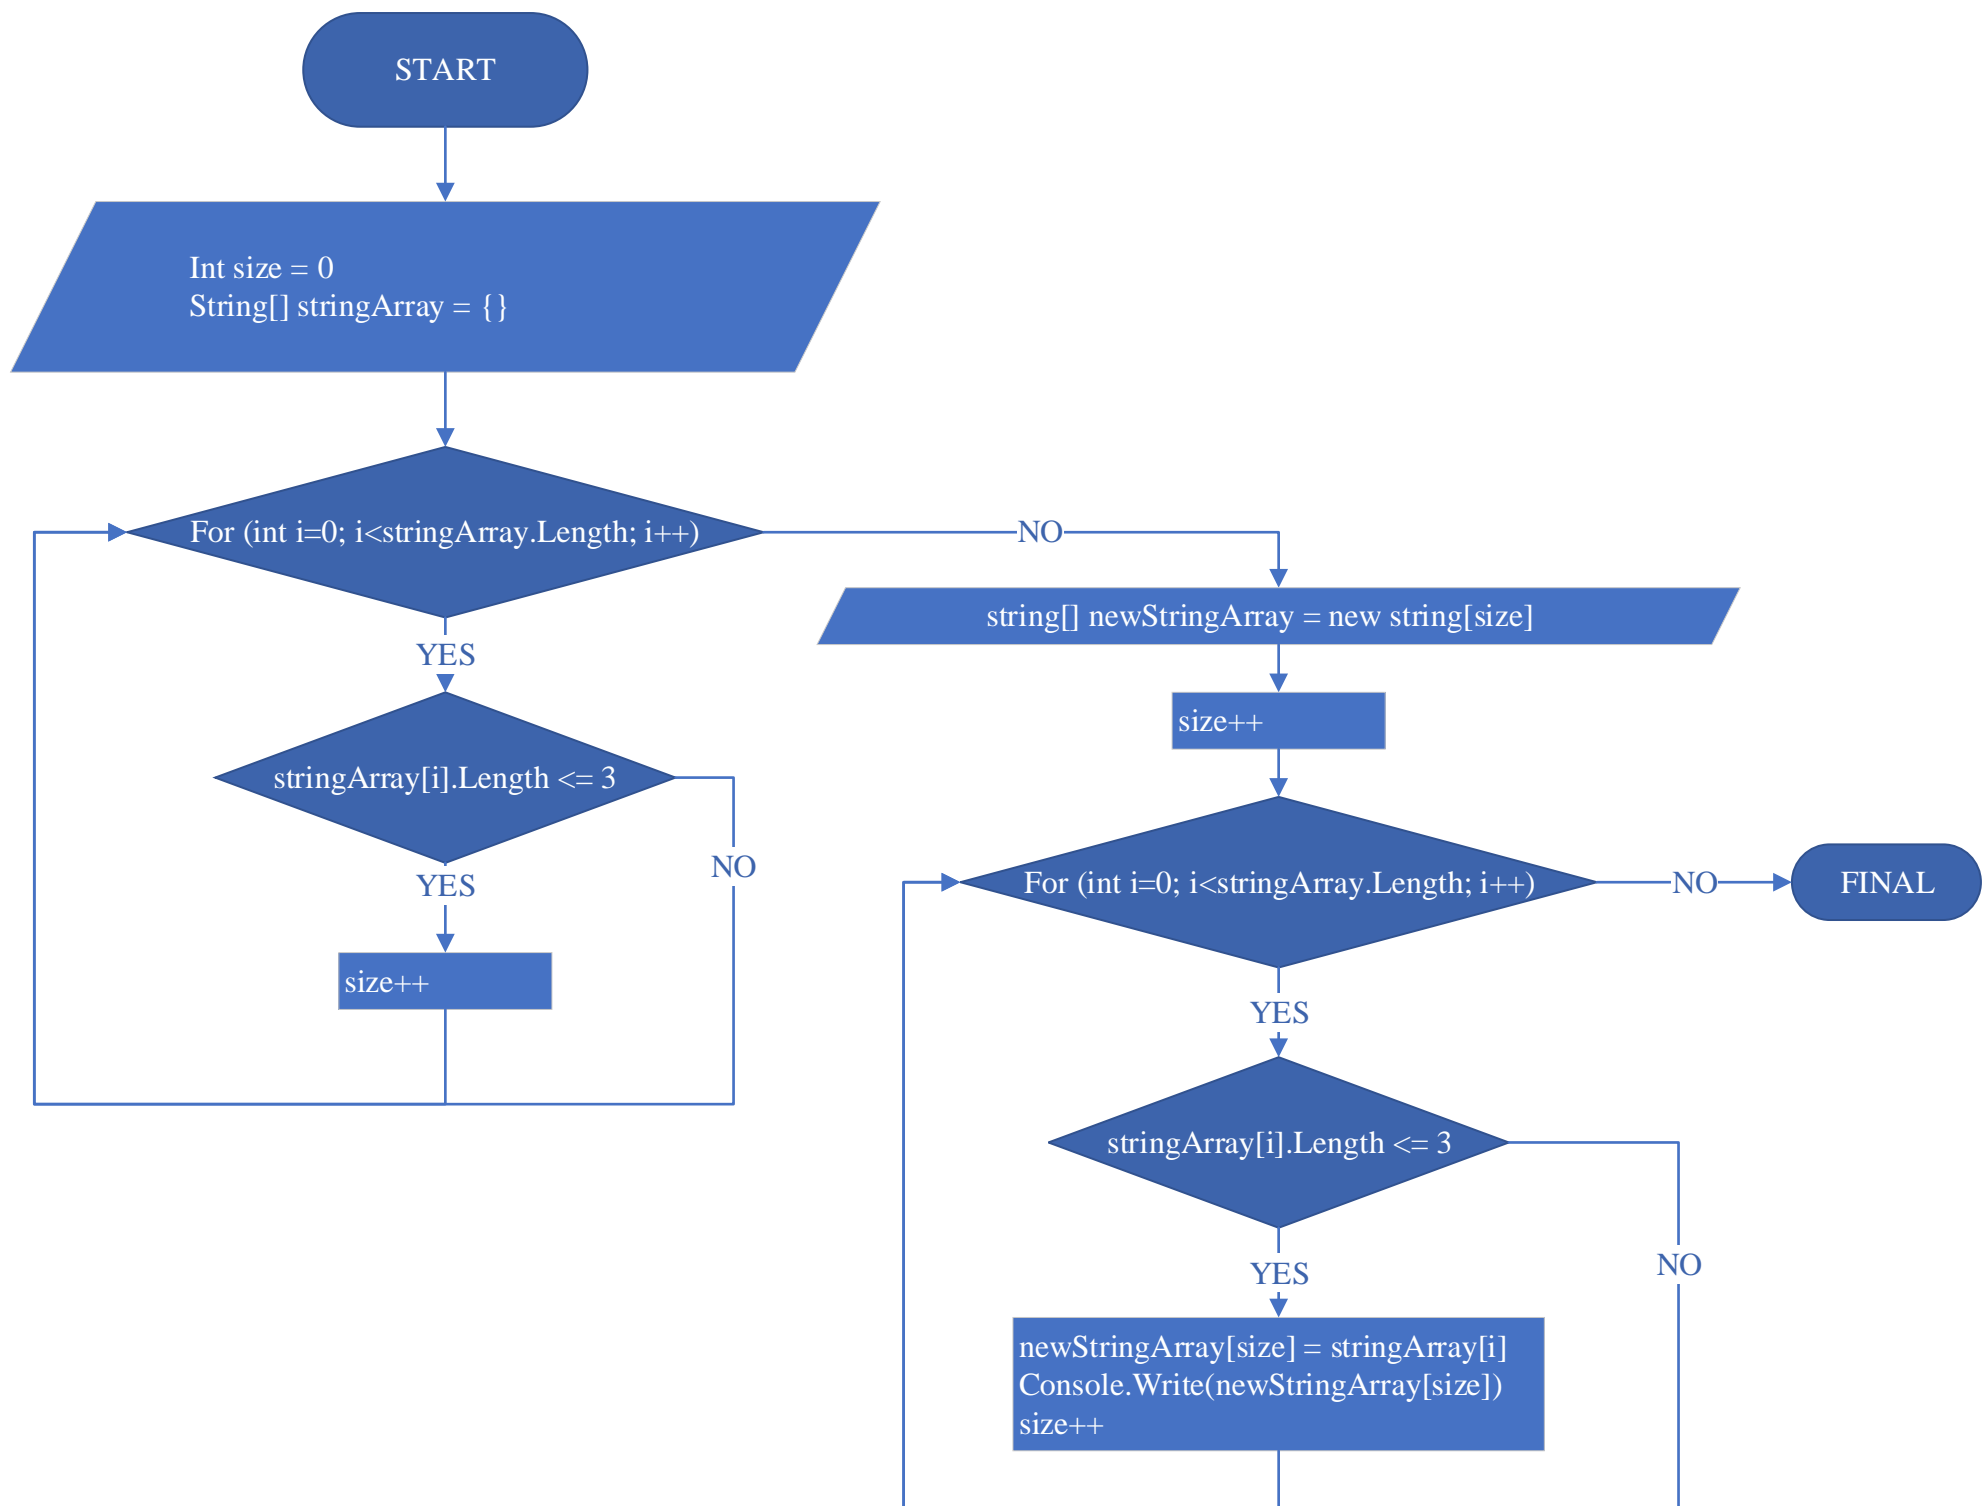 START
Int size = 0
String[] stringArray = {}
For (int i=0; i<stringArray.Length; i++)
YES
stringArray[i].Length <= 3
YES
NO
size++
NO
string[] newStringArray = new string[size]
size++
For (int i=0; i<stringArray.Length; i++)
NO
FINAL
YES
stringArray[i].Length <= 3
YES
NO
newStringArray[size] = stringArray[i]
Console.Write(newStringArray[size])
size++